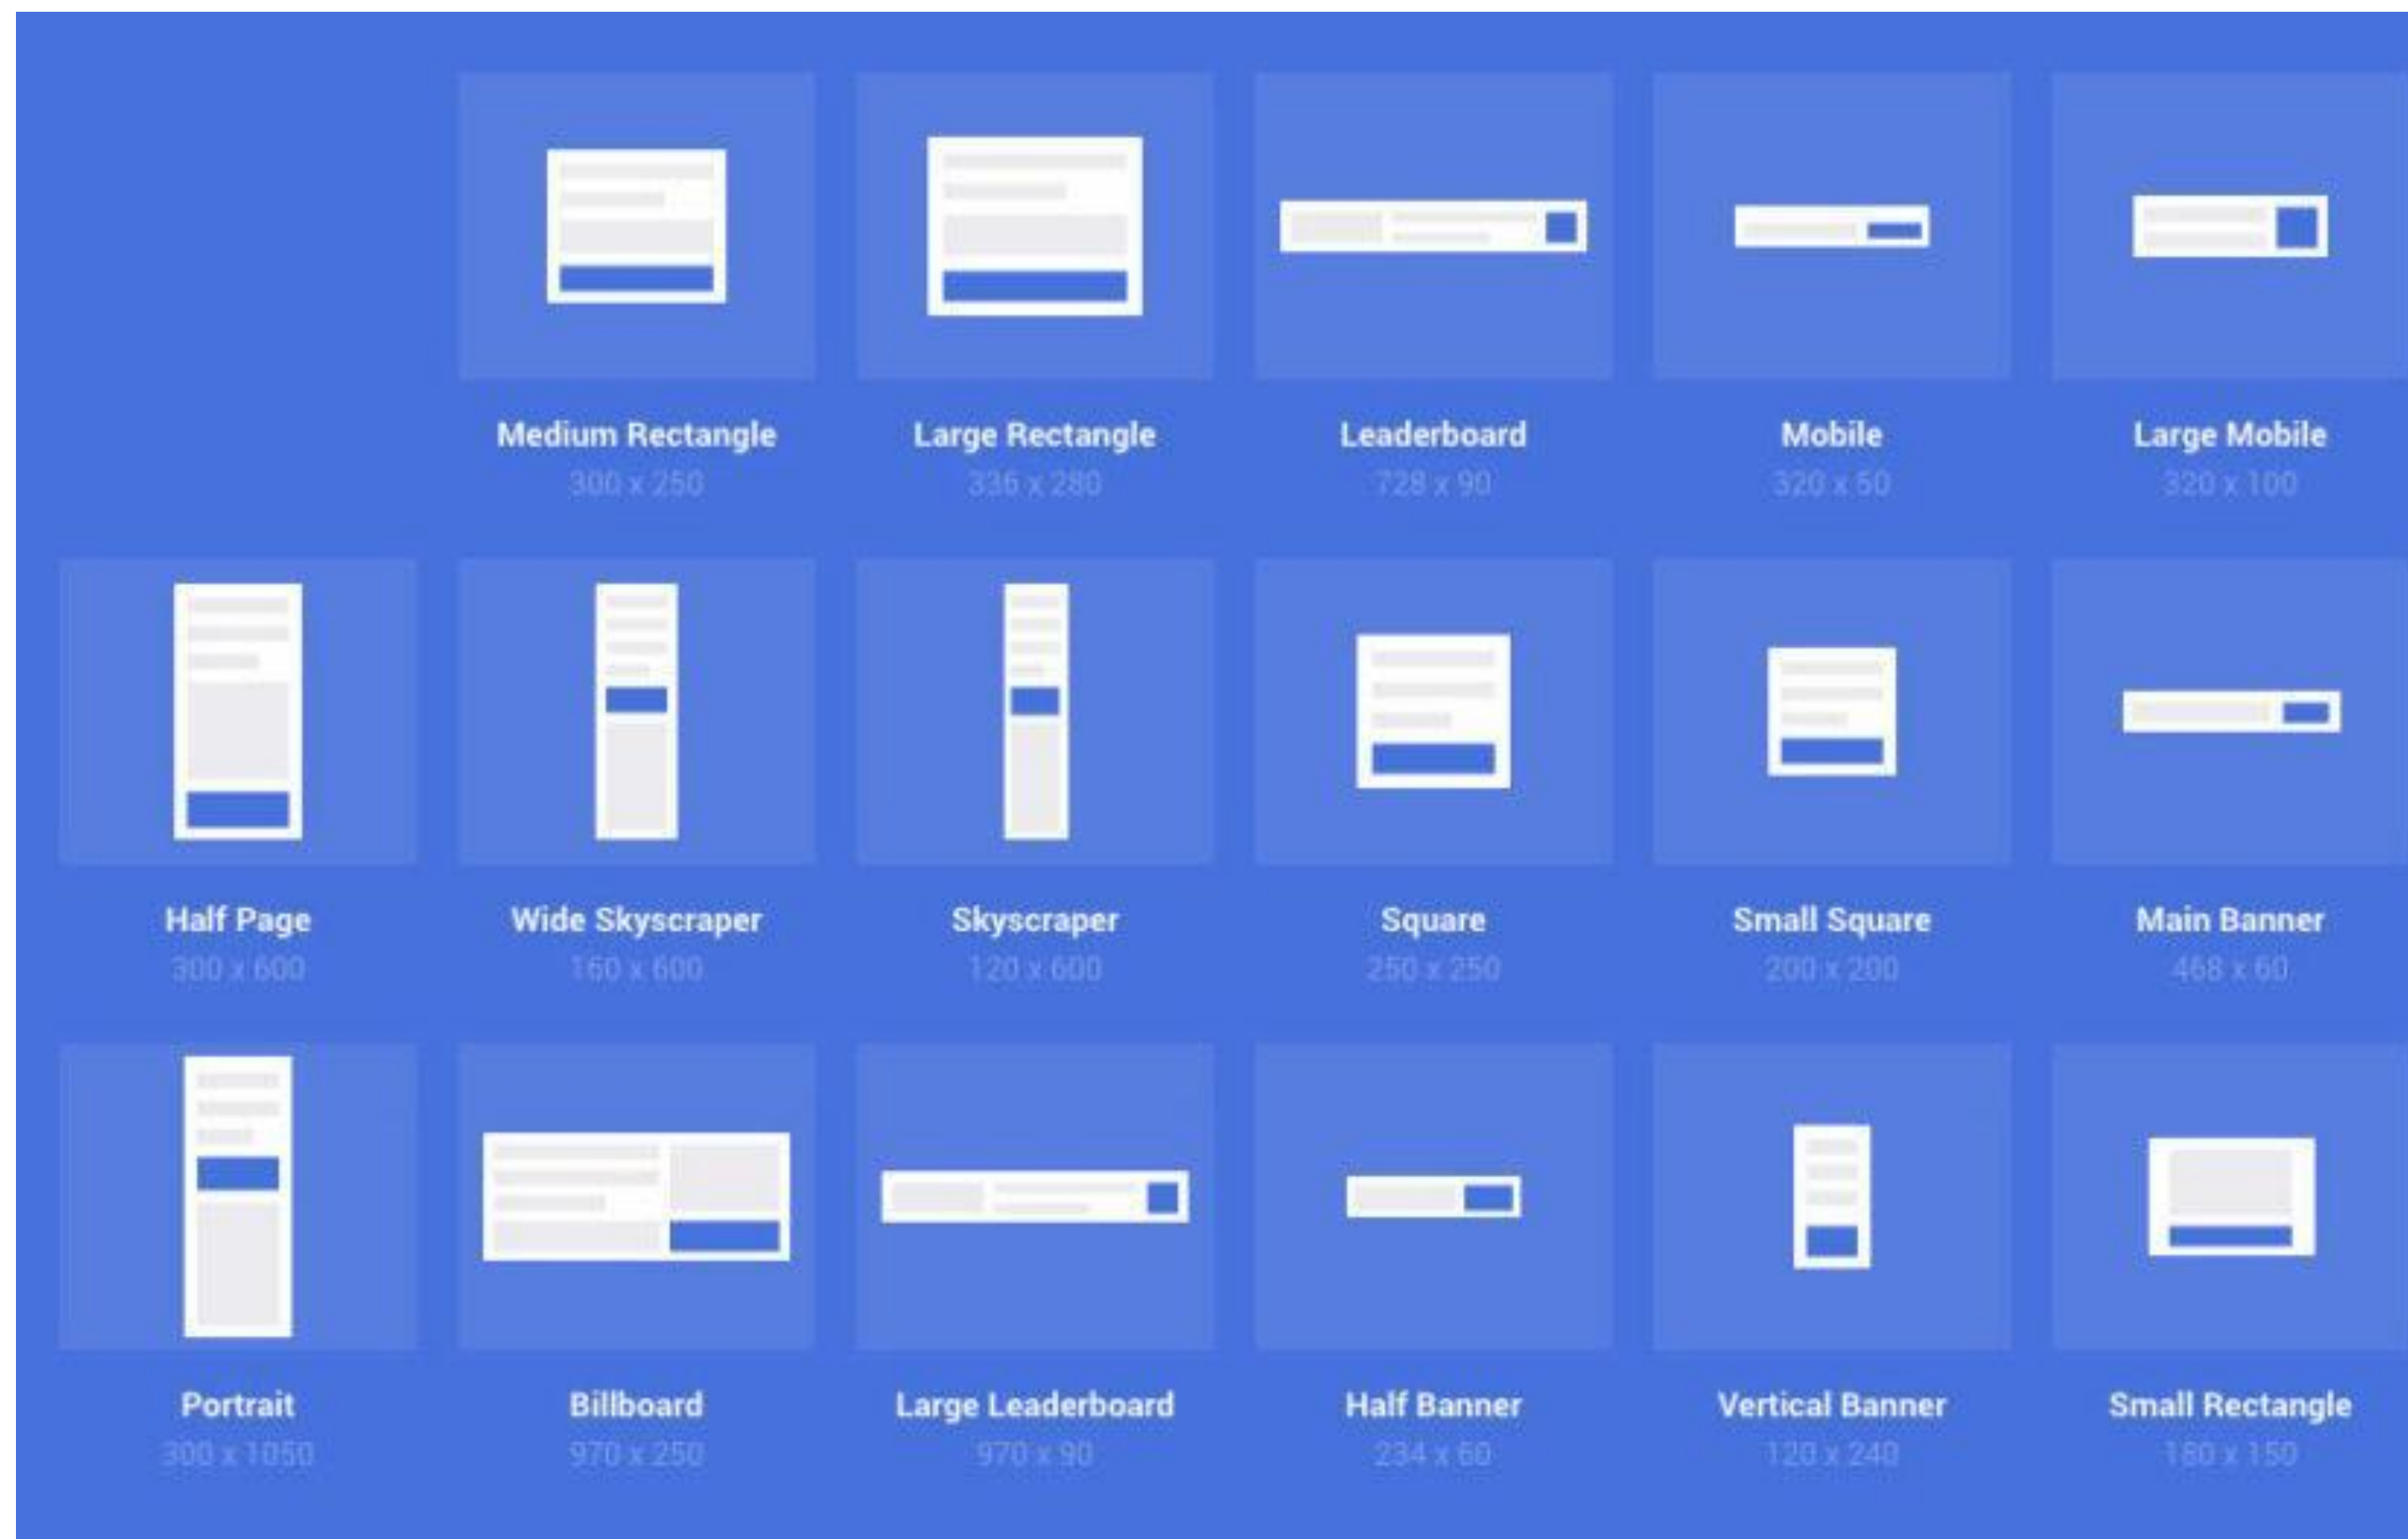 Medium Rectangle
300 x 250
Large Rectangle
336 x 280
Leaderboard
728 x 90
Mobile
320 x 50
Large Mobile
320 x 100
Half Page
300 x 600
Wide Skyscraper
160 x 600
Skyscraper
120 x 600
Square
250 x 250
Small Square
200 x 200
Main Banner
468 x 60
Portrait
300 x 1050
Billboard
970 x 250
Large Leaderboard
970 x 90
Half Banner
234 x 60
Vertical Banner
120 x 240
Small Rectangle
180 x 150